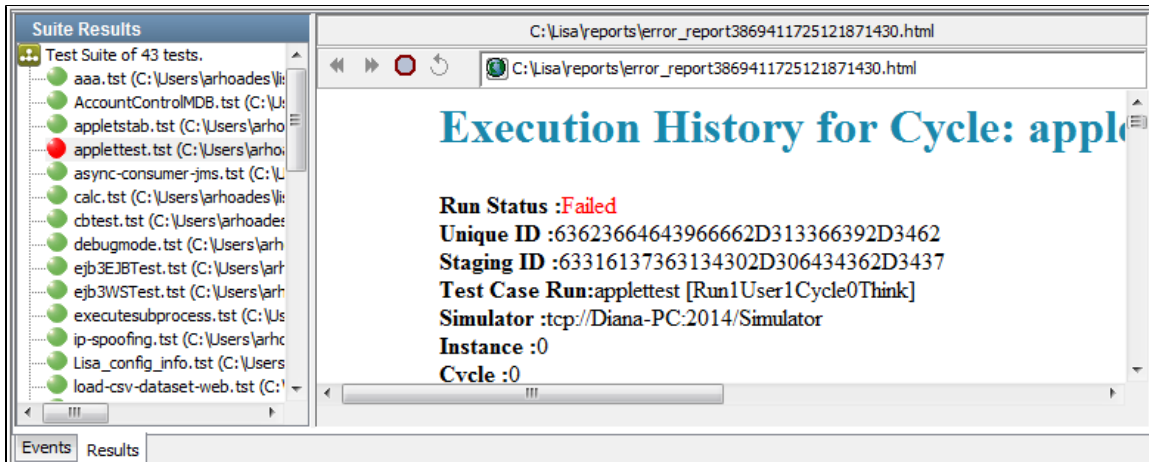 Suite Results
Test Suite of 43 tests.
aaa.tst (C:\Users\arhoades\lis
AccountControlMDB.tst (C:\Us
appletstab.tst (C:\Users\arho
applettest.tst (C:\Users\arhoa
async-consumer-jms.tst (C:\U
calc.tst (C:\Users\arhoades\lis
cbtest.tst (C:\Users\arhoades
debugmode.tst (C:\Users\arh
ejb3EJBTest.tst (C:\Users\arh
ejb3WSTest.tst (C:\Users\arh
executesubprocess.tst (C:\Us
ip-spoofing.tst (C:\Users\arho
Lisa_config_info.tst (C:\Users
load-csv-dataset-web.tst (C:\
Events Results
C:\Lisa\reports\error_report3869411725121871430.html
C:\Lisa\reports\error_report3869411725121871430.html
Execution History for Cycle: apple
Run Status :Failed
Unique ID :63623664643966662D313366392D3462
Staging ID :63316137363134302D306434362D3437
Test Case Run:applettest [Run1User1Cycle0Think]
Simulator :tcp://Diana-PC:2014/Simulator
Instance :0
Cycle :0